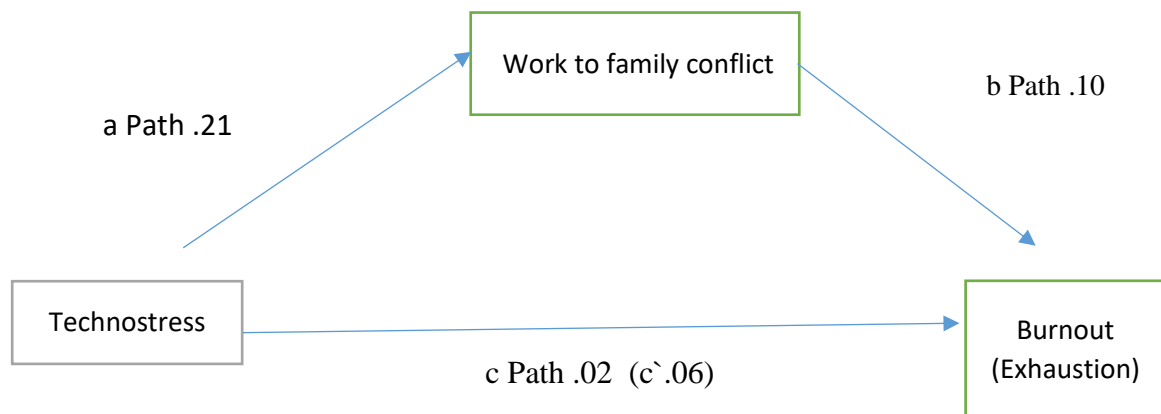 Work to family conflict
b Path .10
a Path .21
Technostress
Burnout
(Exhaustion)
c Path .02 (c`.06)